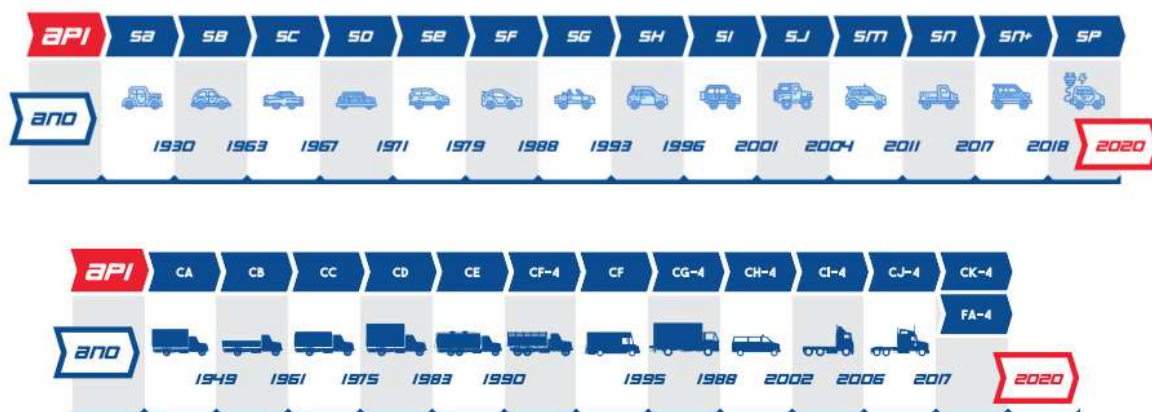 API SA SB SC SD SE SF SG SH SI SJ SM SN SN+ SP
ANO
1930 1963 1967 1971 1979 1988 1993 1996 2001 2004 2011 2017 2018 2020
API CA CB CC CD CE CF-4 CF CG-4 CH-4 CI-4 CJ-4 CK-4
FA-4
ANO
1949 1961 1975 1983 1990 1995 1988 2002 2006 2017 2020